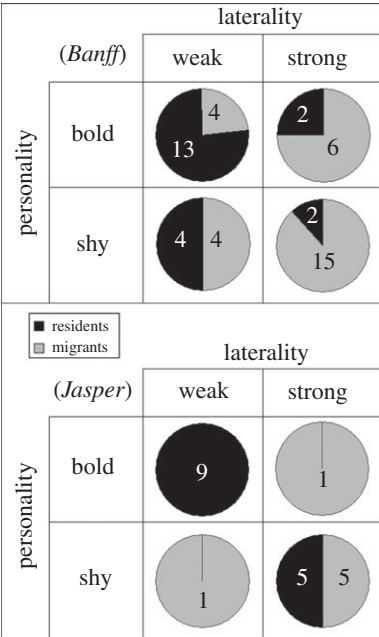 laterality
(Banff) weak strong
personality
bold 4 13 2 6
shy 4 4 2 15
residents
migrants
laterality
(Jasper) weak strong
personality
bold 9 1
shy 1 5 5